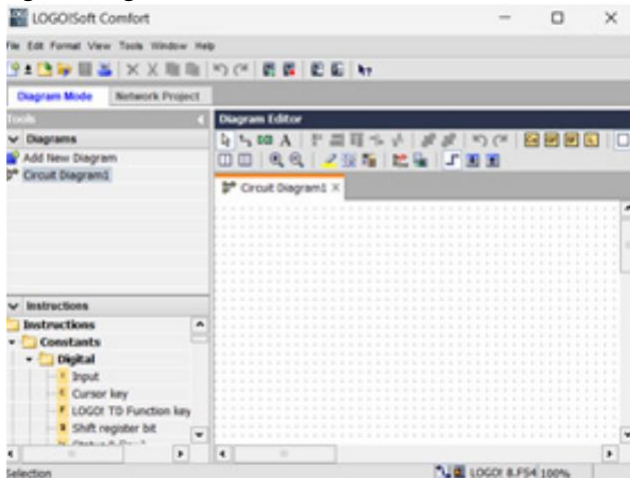 LOGO!Soft Comfort
File Edit Format View Tools Window Help
Diagram Mode Network Project
Tools
Diagram Editor
Diagrams
Add New Diagram
Circuit Diagram1
Circuit Diagram1
Instructions
Instructions
Constants
Digital
Input
Cursor key
LOGO! TD Function key
Shift register bit
Selection
LOGO! 8.FS4 100%